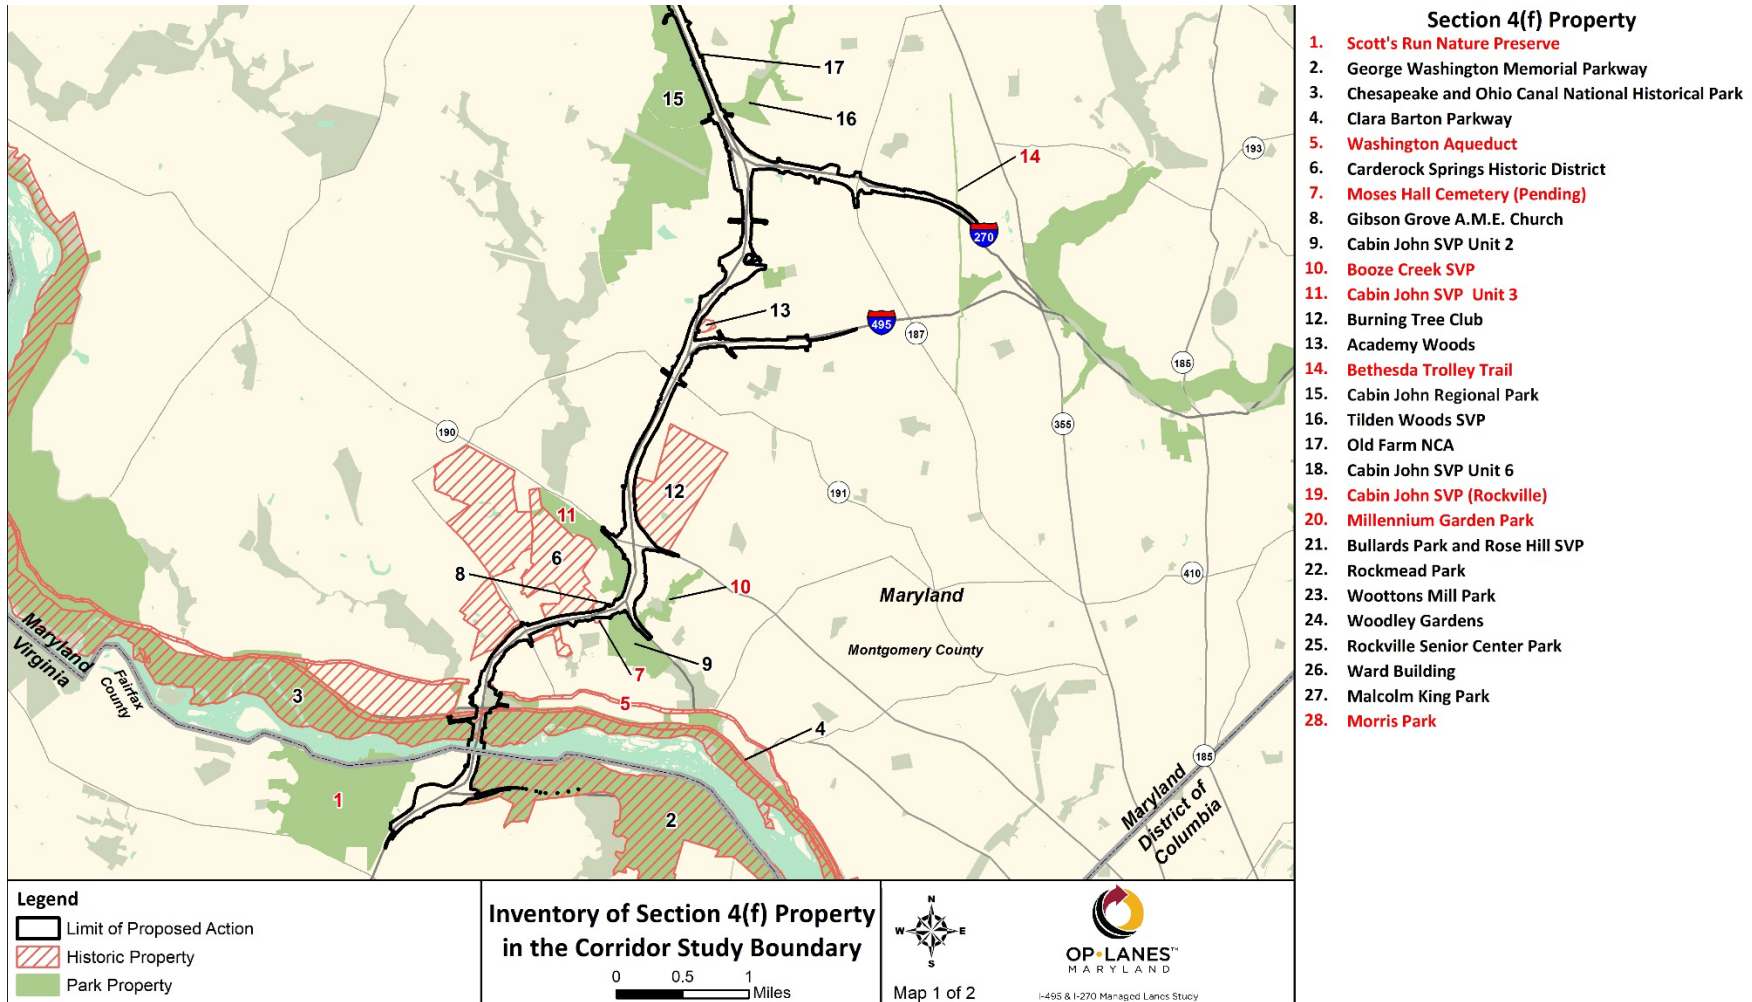 Section 4(f) Property
1. Scott's Run Nature Preserve
2. George Washington Memorial Parkway
3. Chesapeake and Ohio Canal National Historical Park
4. Clara Barton Parkway
5. Washington Aqueduct
6. Carderock Springs Historic District
7. Moses Hall Cemetery (Pending)
8. Gibson Grove A.M.E. Church
9. Cabin John SVP Unit 2
10. Booze Creek SVP
11. Cabin John SVP Unit 3
12. Burning Tree Club
13. Academy Woods
14. Bethesda Trolley Trail
15. Cabin John Regional Park
16. Tilden Woods SVP
17. Old Farm NCA
18. Cabin John SVP Unit 6
19. Cabin John SVP (Rockville)
20. Millennium Garden Park
21. Bullards Park and Rose Hill SVP
22. Rockmead Park
23. Woottons Mill Park
24. Woodley Gardens
25. Rockville Senior Center Park
26. Ward Building
27. Malcolm King Park
28. Morris Park
17
15
16
193
14
270
13
495
187
185
355
190
12
191
11
6
8
10
410
Maryland
Montgomery County
9
7
Maryland
Virginia
Fairfax
County
3
5
4
185
1
2
Maryland
District of
Columbia
Legend
Limit of Proposed Action
Historic Property
Park Property
Inventory of Section 4(f) Property
in the Corridor Study Boundary
0 0.5 1
Miles
N
W E
S
Map 1 of 2
OP•LANES™
MARYLAND
I-495 & I-270 Managed Lanes Study